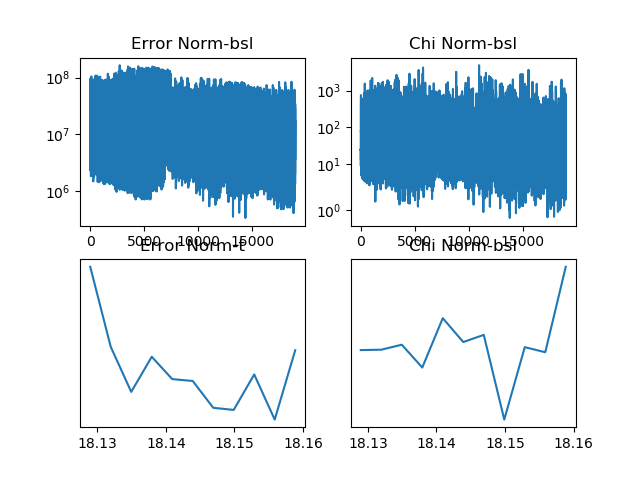 Error Norm-bsl
Chi Norm-bsl
10^8
10^7
10^6
10^3
10^2
10^1
10^0
0 5000 10000 15000
0 5000 10000 15000
Error Norm-t
Chi Norm-bsl
18.13 18.14 18.15 18.16
18.13 18.14 18.15 18.16